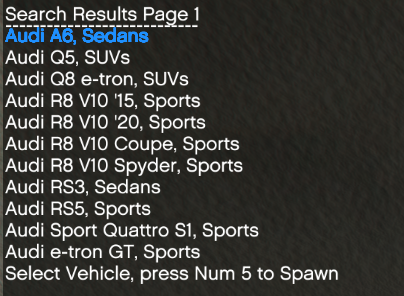 Search Results Page 1
----------------------------
Audi A6, Sedans
Audi Q5, SUVs
Audi Q8 e-tron, SUVs
Audi R8 V10 '15, Sports
Audi R8 V10 '20, Sports
Audi R8 V10 Coupe, Sports
Audi R8 V10 Spyder, Sports
Audi RS3, Sedans
Audi RS5, Sports
Audi Sport Quattro S1, Sports
Audi e-tron GT, Sports
Select Vehicle, press Num 5 to Spawn